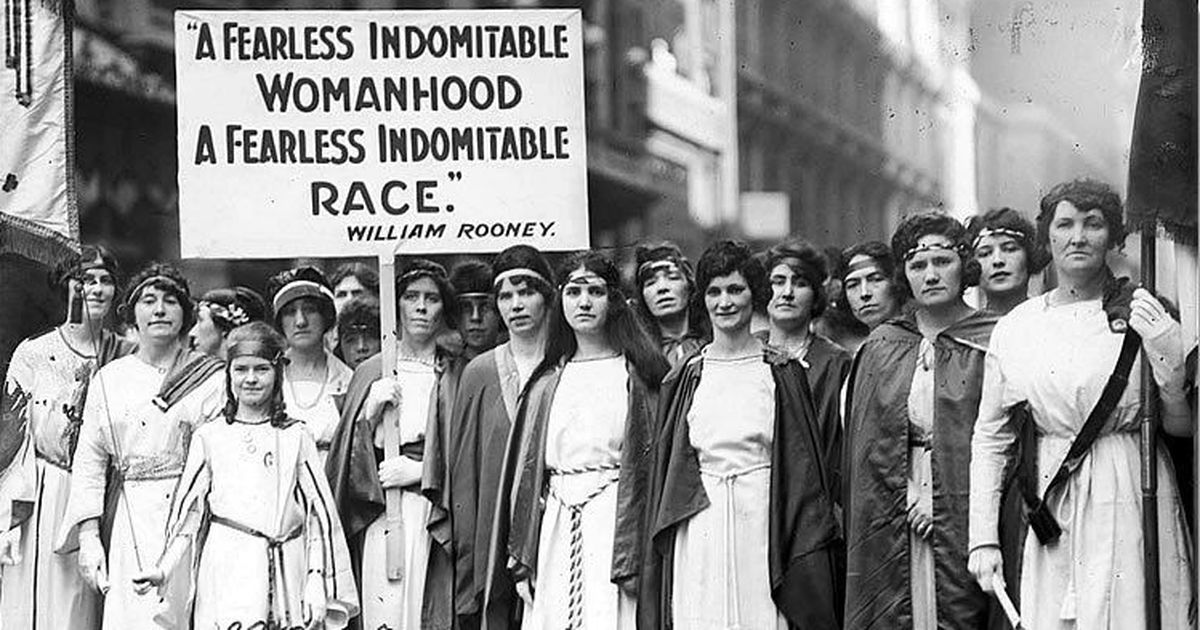 "A FEARLESS INDOMITABLE
WOMANHOOD
A FEARLESS INDOMITABLE
RACE."
WILLIAM ROONEY.